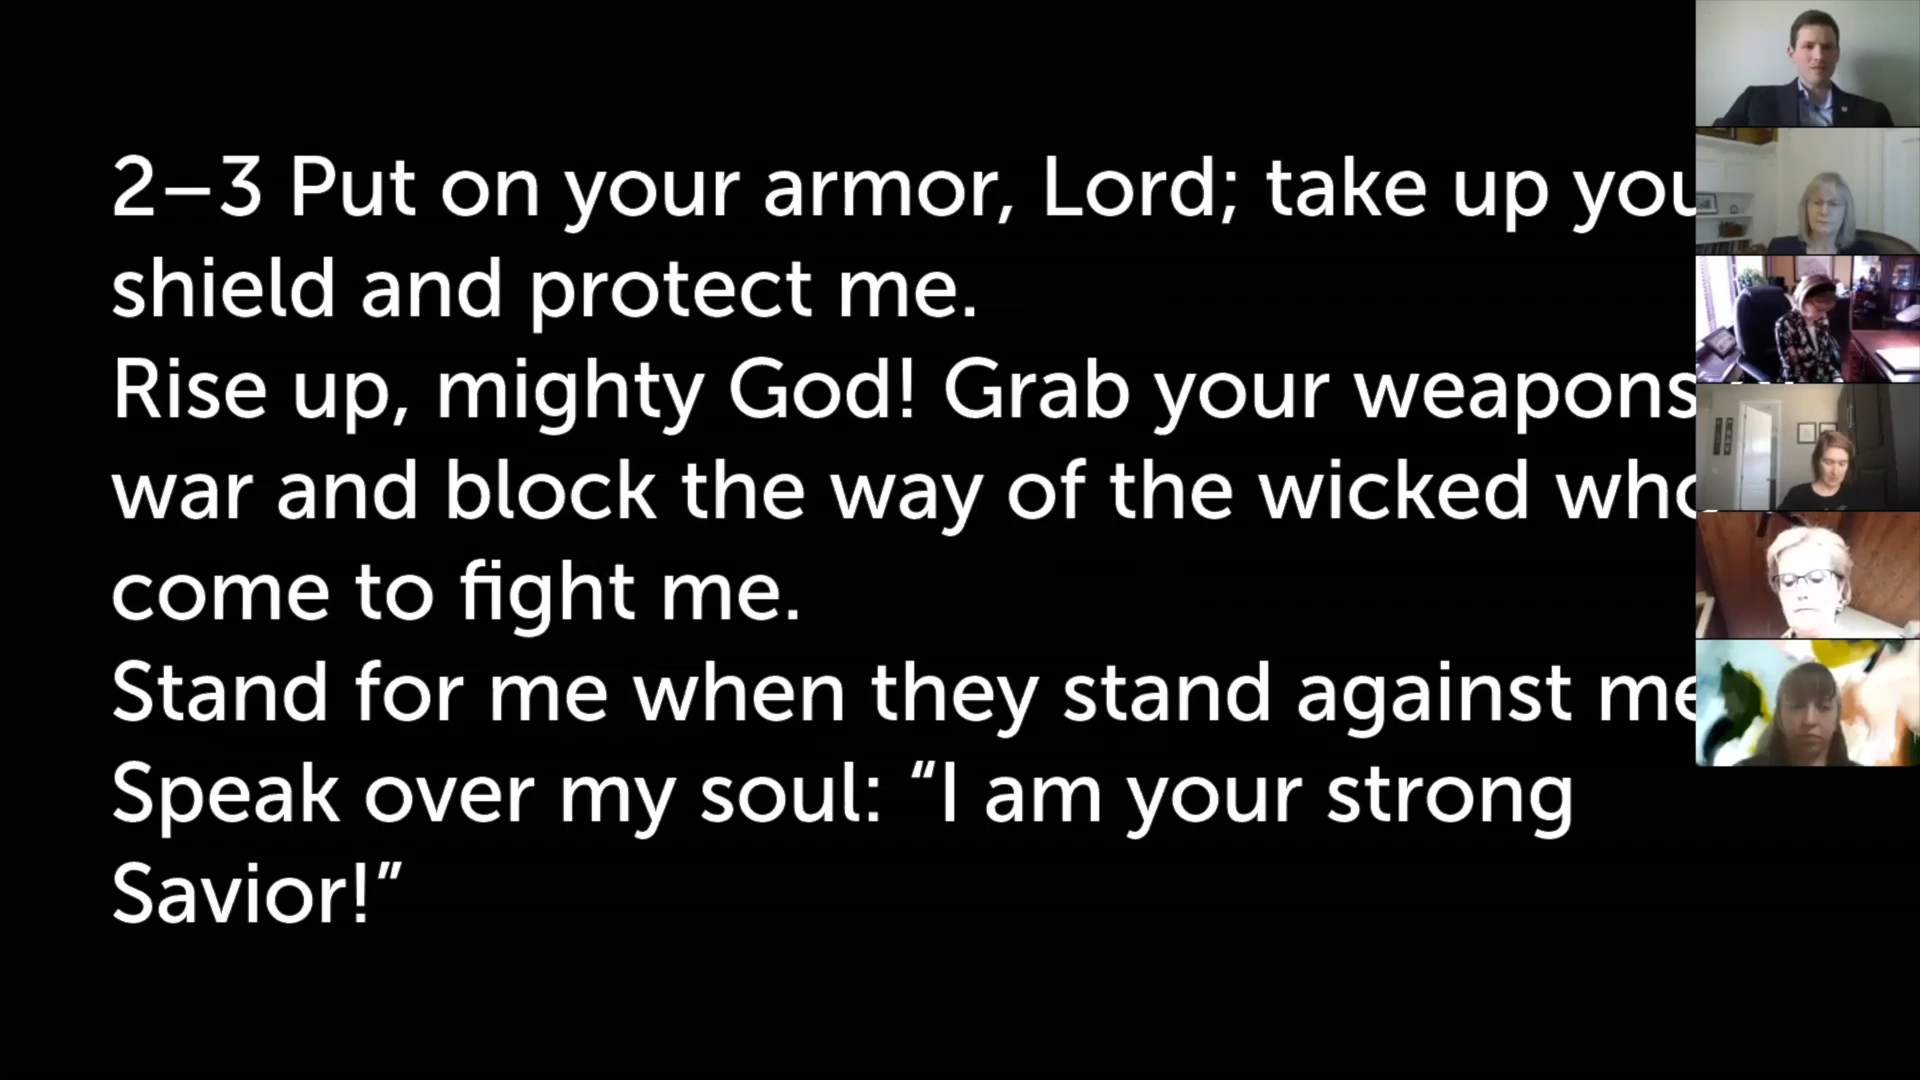 2–3 Put on your armor, Lord; take up
shield and protect me.
Rise up, mighty God! Grab your weapons
war and block the way of the wicked who
come to fight me.
Stand for me when they stand against me
Speak over my soul: “I am your strong
Savior!”